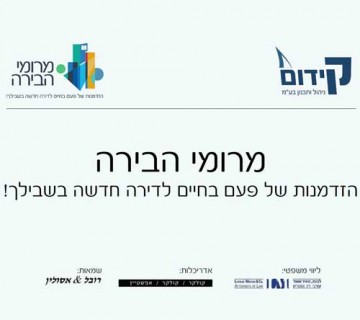 קידום
ניהול ותכנון בע"מ
מרומי
הבירה
הזדמנות של פעם בחיים לדירה חדשה בשבילך!
מרומי הבירה
הזדמנות של פעם בחיים לדירה חדשה בשבילך!
ליווי משפטי:
אדריכלות:
קולקר / קולקר / אפשטיין
שמאות:
רובל & אסולין